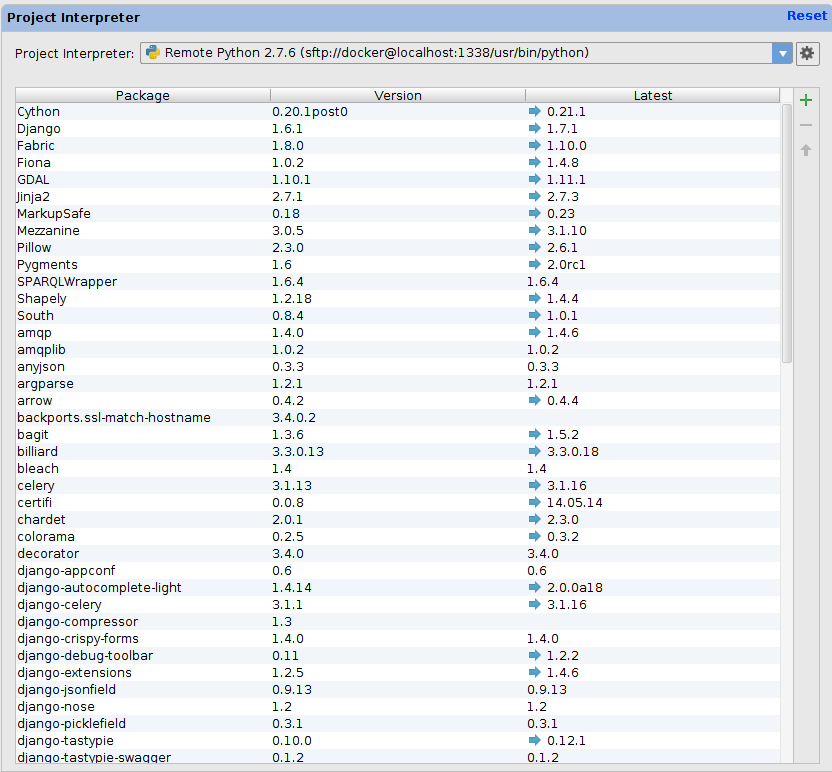 Project Interpreter Reset
Project Interpreter: Remote Python 2.7.6 (sftp://docker@localhost:1338/usr/bin/python)
Package Version Latest
Cython 0.20.1post0 0.21.1
Django 1.6.1 1.7.1
Fabric 1.8.0 1.10.0
Fiona 1.0.2 1.4.8
GDAL 1.10.1 1.11.1
Jinja2 2.7.1 2.7.3
MarkupSafe 0.18 0.23
Mezzanine 3.0.5 3.1.10
Pillow 2.3.0 2.6.1
Pygments 1.6 2.0rc1
SPARQLWrapper 1.6.4 1.6.4
Shapely 1.2.18 1.4.4
South 0.8.4 1.0.1
amqp 1.4.0 1.4.6
amqplib 1.0.2 1.0.2
anyjson 0.3.3 0.3.3
argparse 1.2.1 1.2.1
arrow 0.4.2 0.4.4
backports.ssl-match-hostname 3.4.0.2
bagit 1.3.6 1.5.2
billiard 3.3.0.13 3.3.0.18
bleach 1.4 1.4
celery 3.1.13 3.1.16
certifi 0.0.8 14.05.14
chardet 2.0.1 2.3.0
colorama 0.2.5 0.3.2
decorator 3.4.0 3.4.0
django-appconf 0.6 0.6
django-autocomplete-light 1.4.14 2.0.0a18
django-celery 3.1.1 3.1.16
django-compressor 1.3
django-crispy-forms 1.4.0 1.4.0
django-debug-toolbar 0.11 1.2.2
django-extensions 1.2.5 1.4.6
django-jsonfield 0.9.13 0.9.13
django-nose 1.2 1.2
django-picklefield 0.3.1 0.3.1
django-tastypie 0.10.0 0.12.1
django-tastypie-swagger 0.1.2 0.1.2